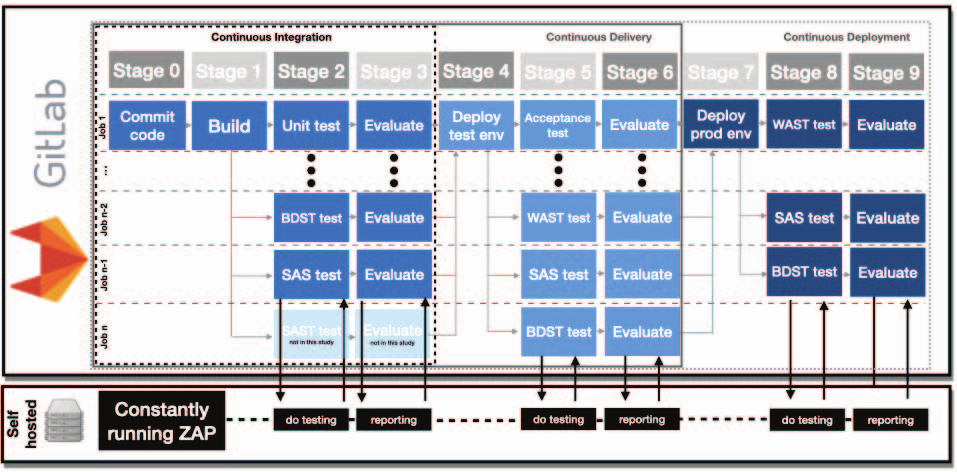 Continuous Integration
Continuous Delivery
Continuous Deployment
Stage 0
Stage 1
Stage 2
Stage 3
Stage 4
Stage 5
Stage 6
Stage 7
Stage 8
Stage 9
GitLab
Job 1
Commit
code
Build
Unit test
Evaluate
Deploy
test env
Acceptance
test
Evaluate
Deploy
prod env
WAST test
Evaluate
...
Job n-2
BDST test
Evaluate
WAST test
Evaluate
SAS test
Evaluate
Job n-1
SAS test
Evaluate
SAS test
Evaluate
BDST test
Evaluate
Job n
SAST test
not in this study
Evaluate
not in this study
BDST test
Evaluate
Self
hosted
Constantly
running ZAP
do testing
reporting
do testing
reporting
do testing
reporting